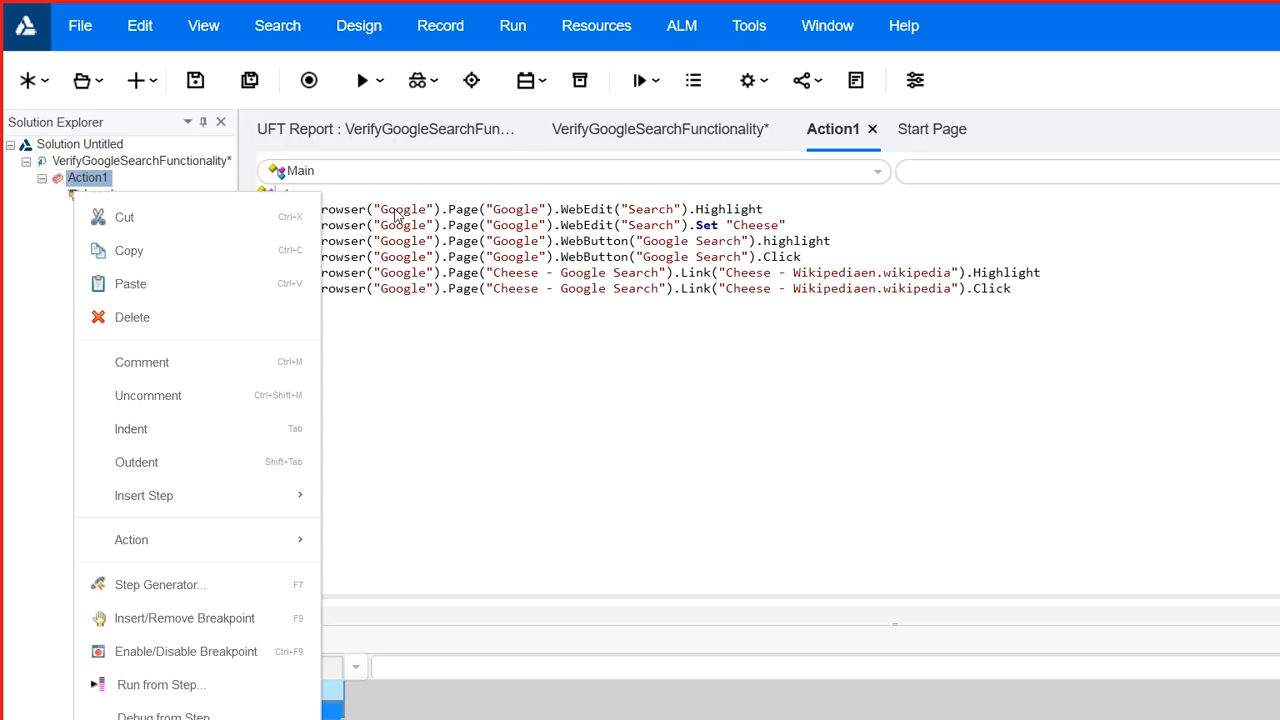 File Edit View Search Design Record Run Resources ALM Tools Window Help
Solution Explorer
UFT Report : VerifyGoogleSearchFun... VerifyGoogleSearchFunctionality* Action1 Start Page
Solution Untitled
VerifyGoogleSearchFunctionality*
Action1
Main
rowser("Google").Page("Google").WebEdit("Search").Highlight
rowser("Google").Page("Google").WebEdit("Search").Set "Cheese"
rowser("Google").Page("Google").WebButton("Google Search").highlight
rowser("Google").Page("Google").WebButton("Google Search").Click
rowser("Google").Page("Cheese - Google Search").Link("Cheese - Wikipediaen.wikipedia").Highlight
rowser("Google").Page("Cheese - Google Search").Link("Cheese - Wikipediaen.wikipedia").Click
Cut Ctrl+X
Copy Ctrl+C
Paste Ctrl+V
Delete
Comment Ctrl+M
Uncomment Ctrl+Shift+M
Indent Tab
Outdent Shift+Tab
Insert Step
Action
Step Generator... F7
Insert/Remove Breakpoint F9
Enable/Disable Breakpoint Ctrl+F9
Run from Step...
Debug from Step